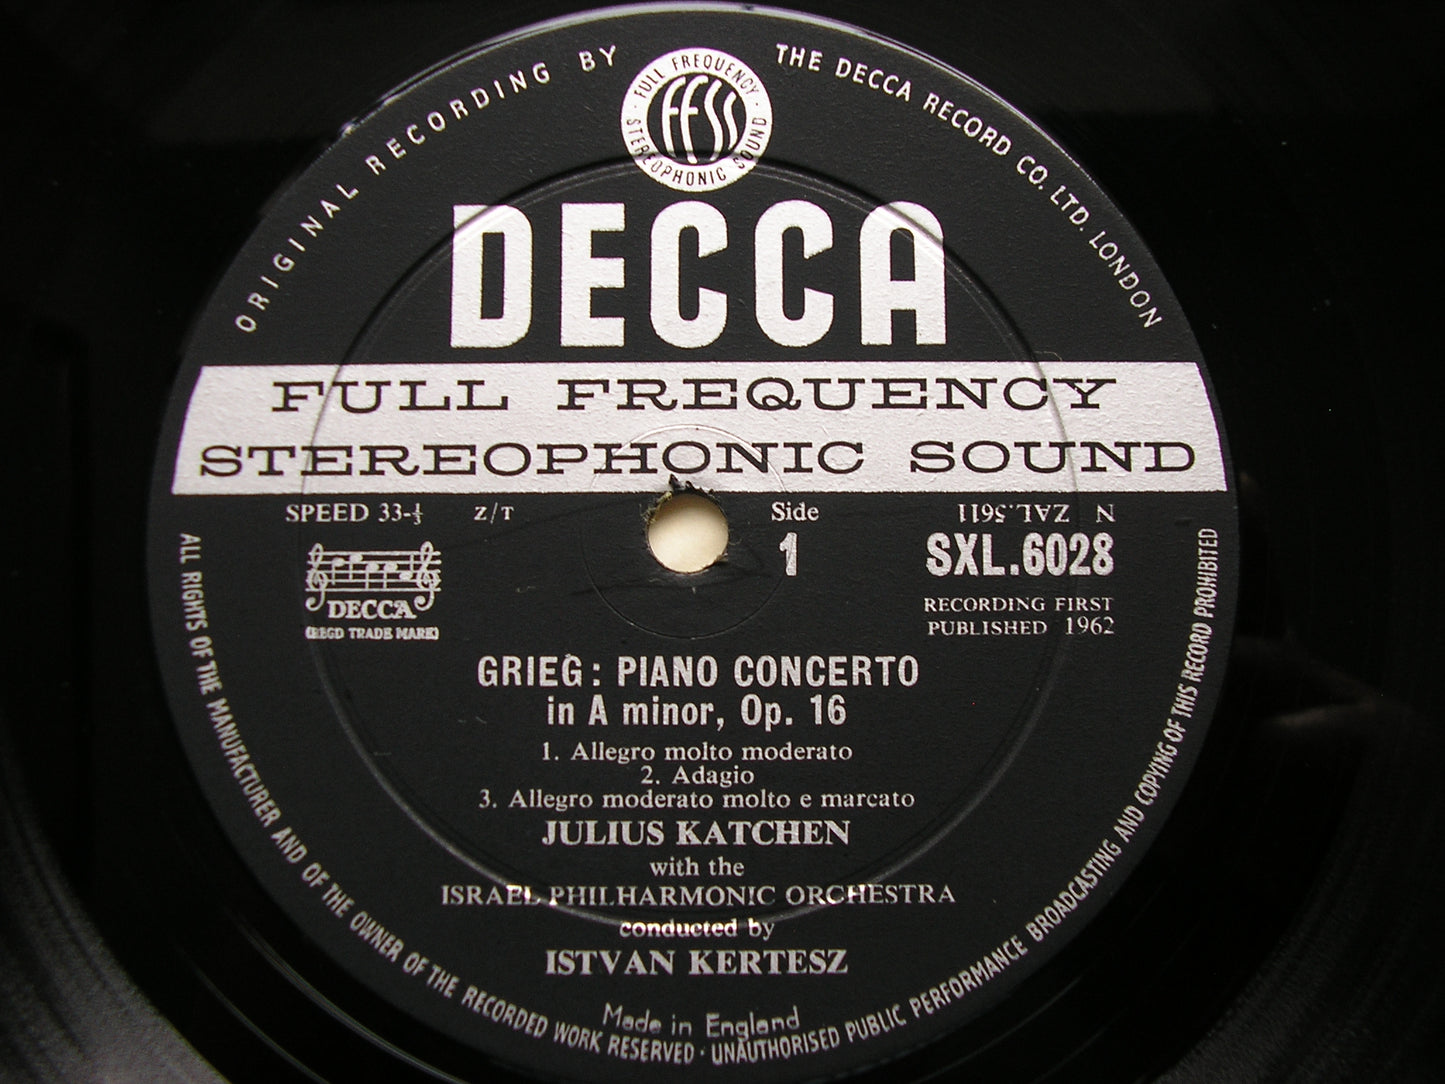 ORIGINAL RECORDING BY THE DECCA RECORD CO. LTD. LONDON
FULL FREQUENCY
FFSS
STEREOPHONIC SOUND
DECCA
FULL FREQUENCY
STEREOPHONIC SOUND
SPEED 33-⅓ Z/T
Side
1
N ZAL.5611
SXL.6028
RECORDING FIRST
PUBLISHED 1962
DECCA
(REGD TRADE MARK)
GRIEG : PIANO CONCERTO
in A minor, Op. 16
1. Allegro molto moderato
2. Adagio
3. Allegro moderato molto e marcato
JULIUS KATCHEN
with the
ISRAEL PHILHARMONIC ORCHESTRA
conducted by
ISTVAN KERTESZ
Made in England
ALL RIGHTS OF THE MANUFACTURER AND OF THE OWNER OF THE RECORDED WORK RESERVED · UNAUTHORISED PUBLIC PERFORMANCE BROADCASTING AND COPYING OF THIS RECORD PROHIBITED